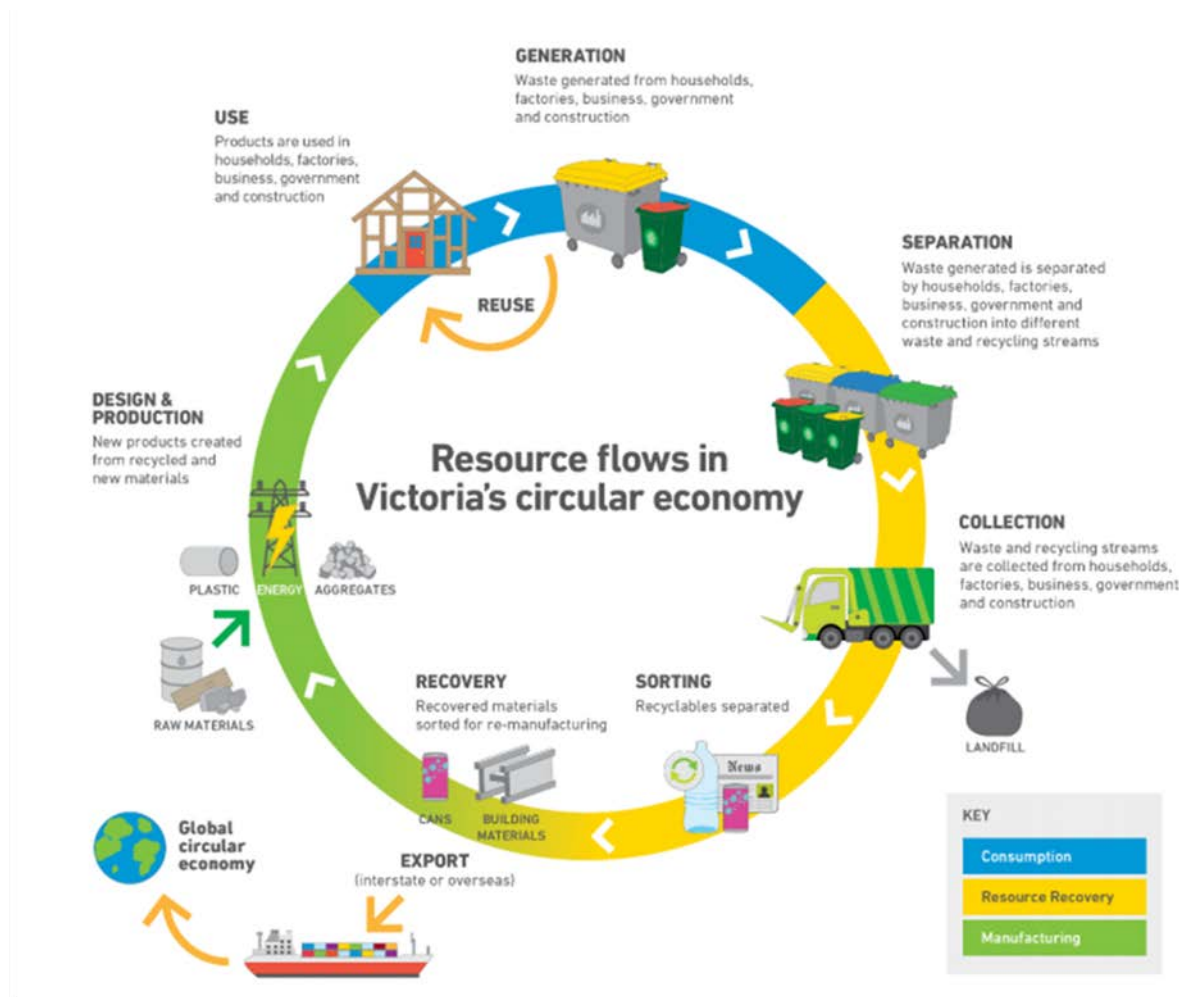 GENERATION
Waste generated from households,
factories, business, government
and construction
USE
Products are used in
households, factories,
business, government
and construction
REUSE
SEPARATION
Waste generated is separated
by households, factories,
business, government and
construction into different
waste and recycling streams
DESIGN &
PRODUCTION
New products created
from recycled and
new materials
Resource flows in
Victoria's circular economy
COLLECTION
Waste and recycling streams
are collected from households,
factories, business, government
and construction
PLASTIC
ENERGY
AGGREGATES
RAW MATERIALS
RECOVERY
Recovered materials
sorted for re-manufacturing
SORTING
Recyclables separated
News
LANDFILL
CANS
BUILDING
MATERIALS
Global
circular
economy
EXPORT
(interstate or overseas)
KEY
Consumption
Resource Recovery
Manufacturing